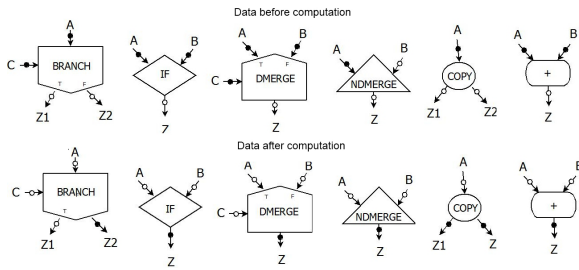 Data before computation
A
A B A B A B A A B
C BRANCH IF C DMERGE NDMERGE COPY +
T F T F
Z1 Z2 Z Z Z1 Z2 Z
7
Data after computation
A
A B A B A B A A B
C BRANCH IF C DMERGE NDMERGE COPY +
T T F
Z1 Z2 Z Z Z Z1 Z Z